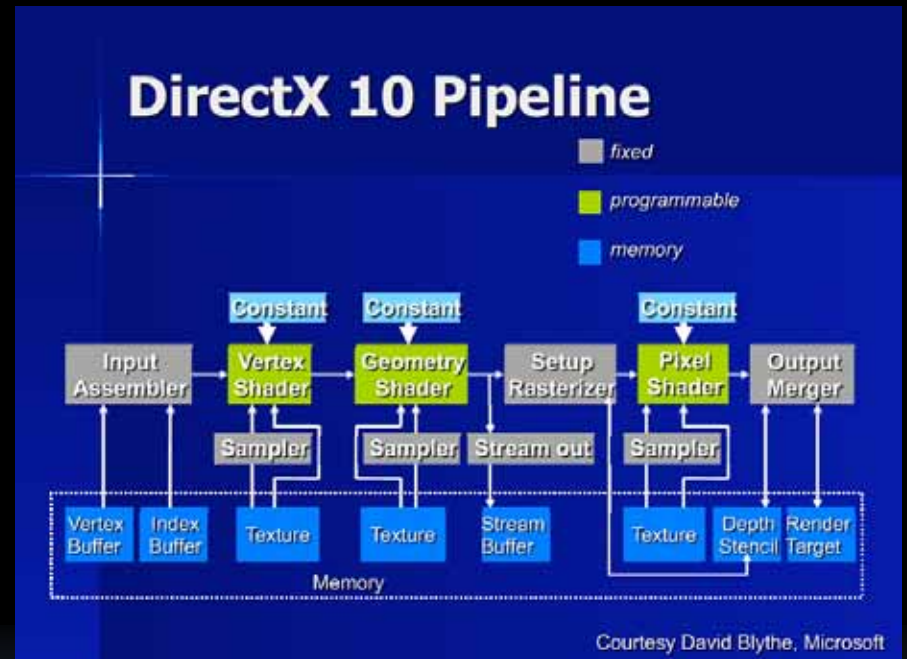 DirectX 10 Pipeline
fixed
programmable
memory
Constant
Constant
Constant
Input
Assembler
Vertex
Shader
Geometry
Shader
Setup
Rasterizer
Pixel
Shader
Output
Merger
Sampler
Sampler
Stream out
Sampler
Vertex
Buffer
Index
Buffer
Texture
Texture
Stream
Buffer
Texture
Depth
Stencil
Render
Target
Memory
Courtesy David Blythe, Microsoft